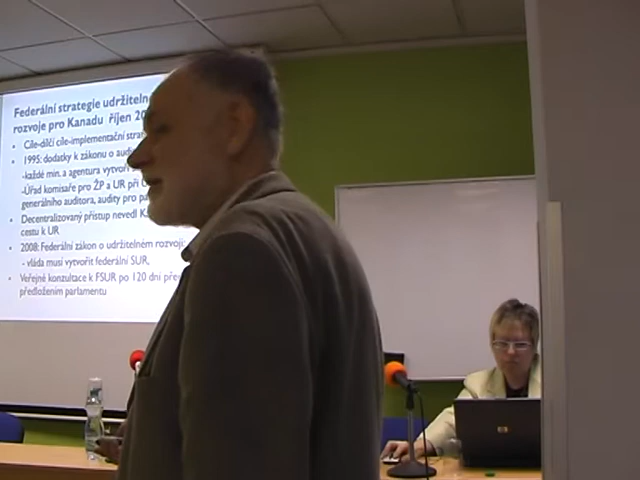 Federální strategie udržiteln
rozvoje pro Kanadu říjen 20
Cíle-dílčí cíle-implementační stra
1995: dodatky k zákonu o
-každé min. a agentura vytvoří
-Úřad komisaře pro ŽP a UR při
generálního auditora, audity pro
Decentralizovaný přístup nevedl K
cestu k UR
2008: Federální zákon o udržitelném rozvoji:
- vláda musí vytvořit federální SUR,
Veřejné konzultace k FSUR po 120 dní před
předložením parlamentu
hp